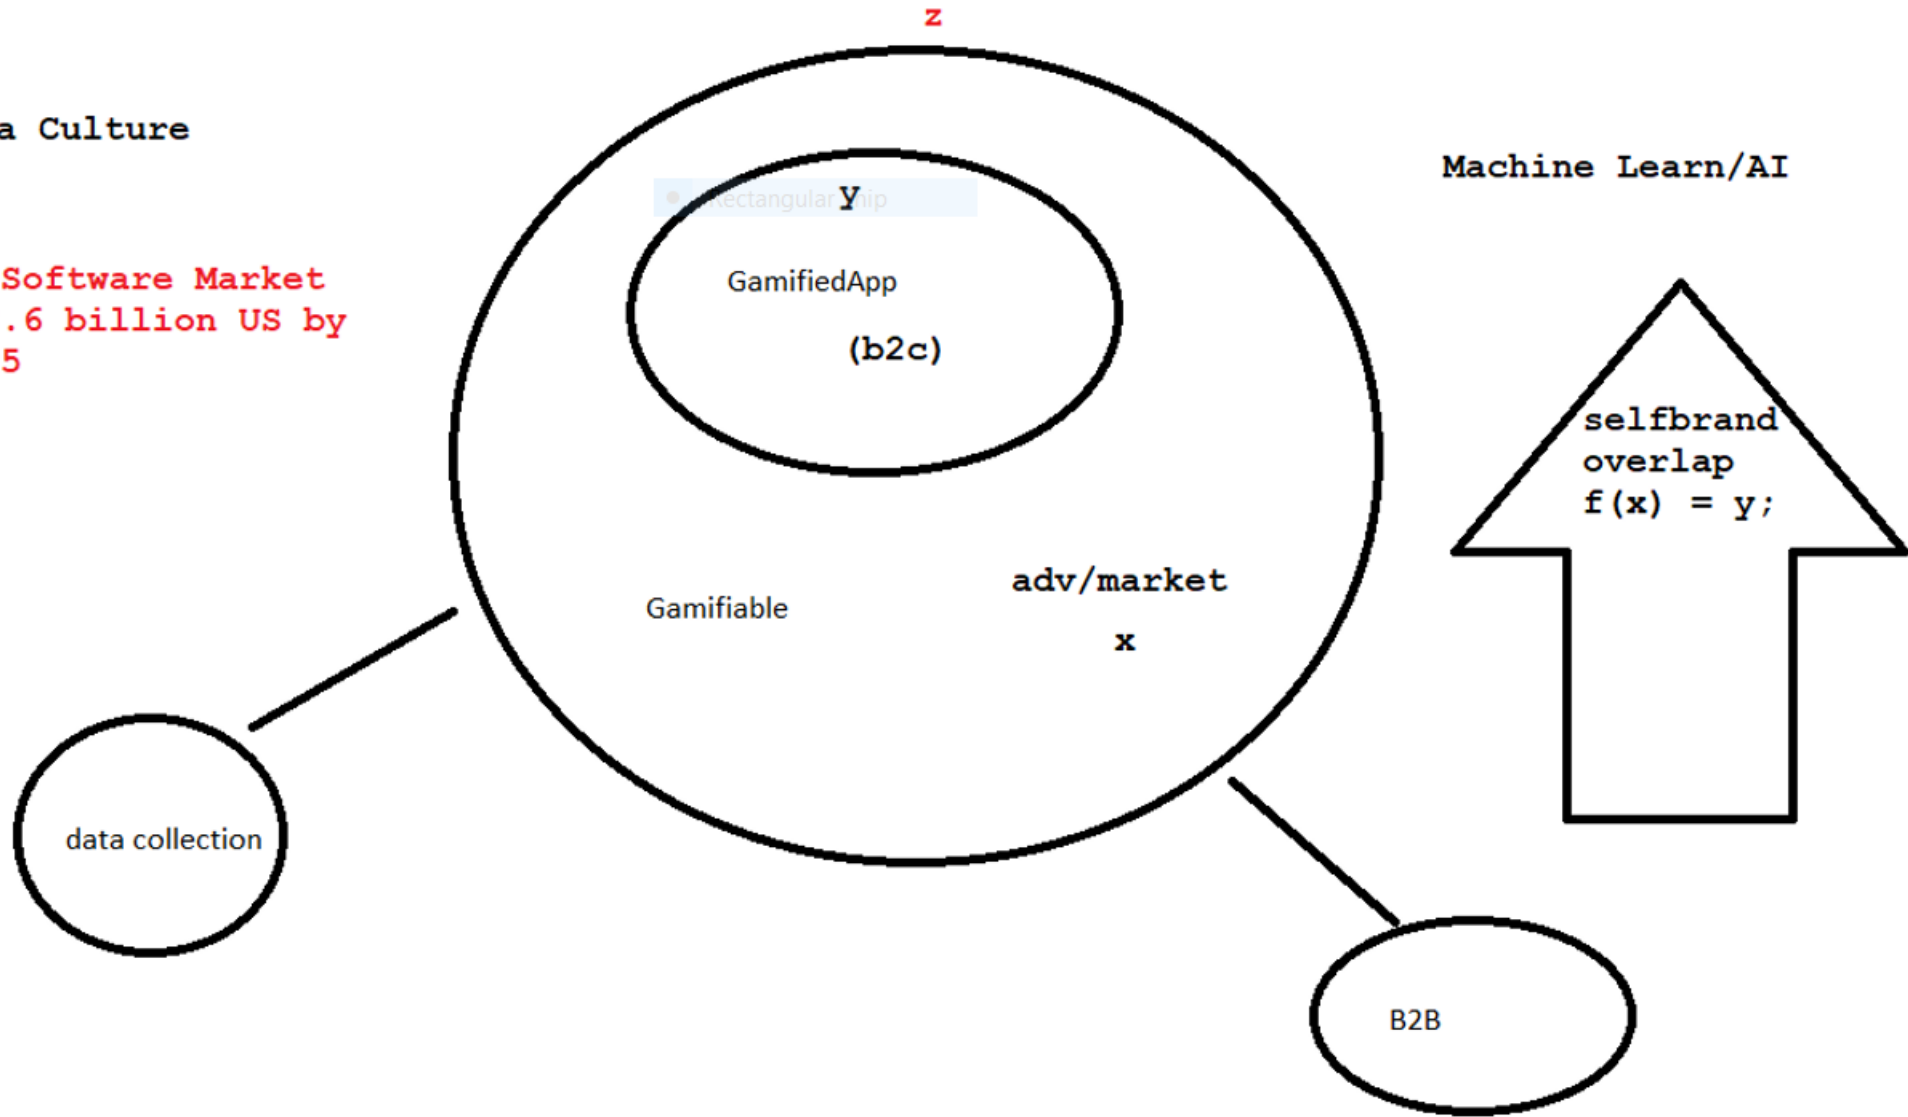 z
a Culture
Machine Learn/AI
y
Rectangular
GamifiedApp
(b2c)
Software Market
.6 billion US by
5
selfbrand
overlap
f(x) = y;
Gamifiable
adv/market
x
data collection
B2B